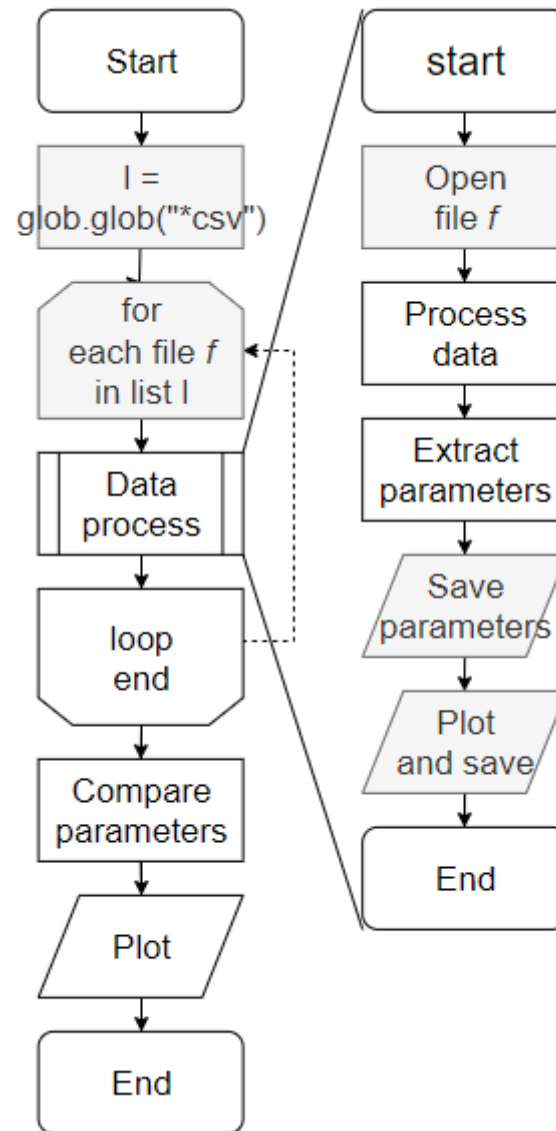 Start
l =
glob.glob("*csv")
for
each file f
in list l
Data
process
loop
end
Compare
parameters
Plot
End
start
Open
file f
Process
data
Extract
parameters
Save
parameters
Plot
and save
End